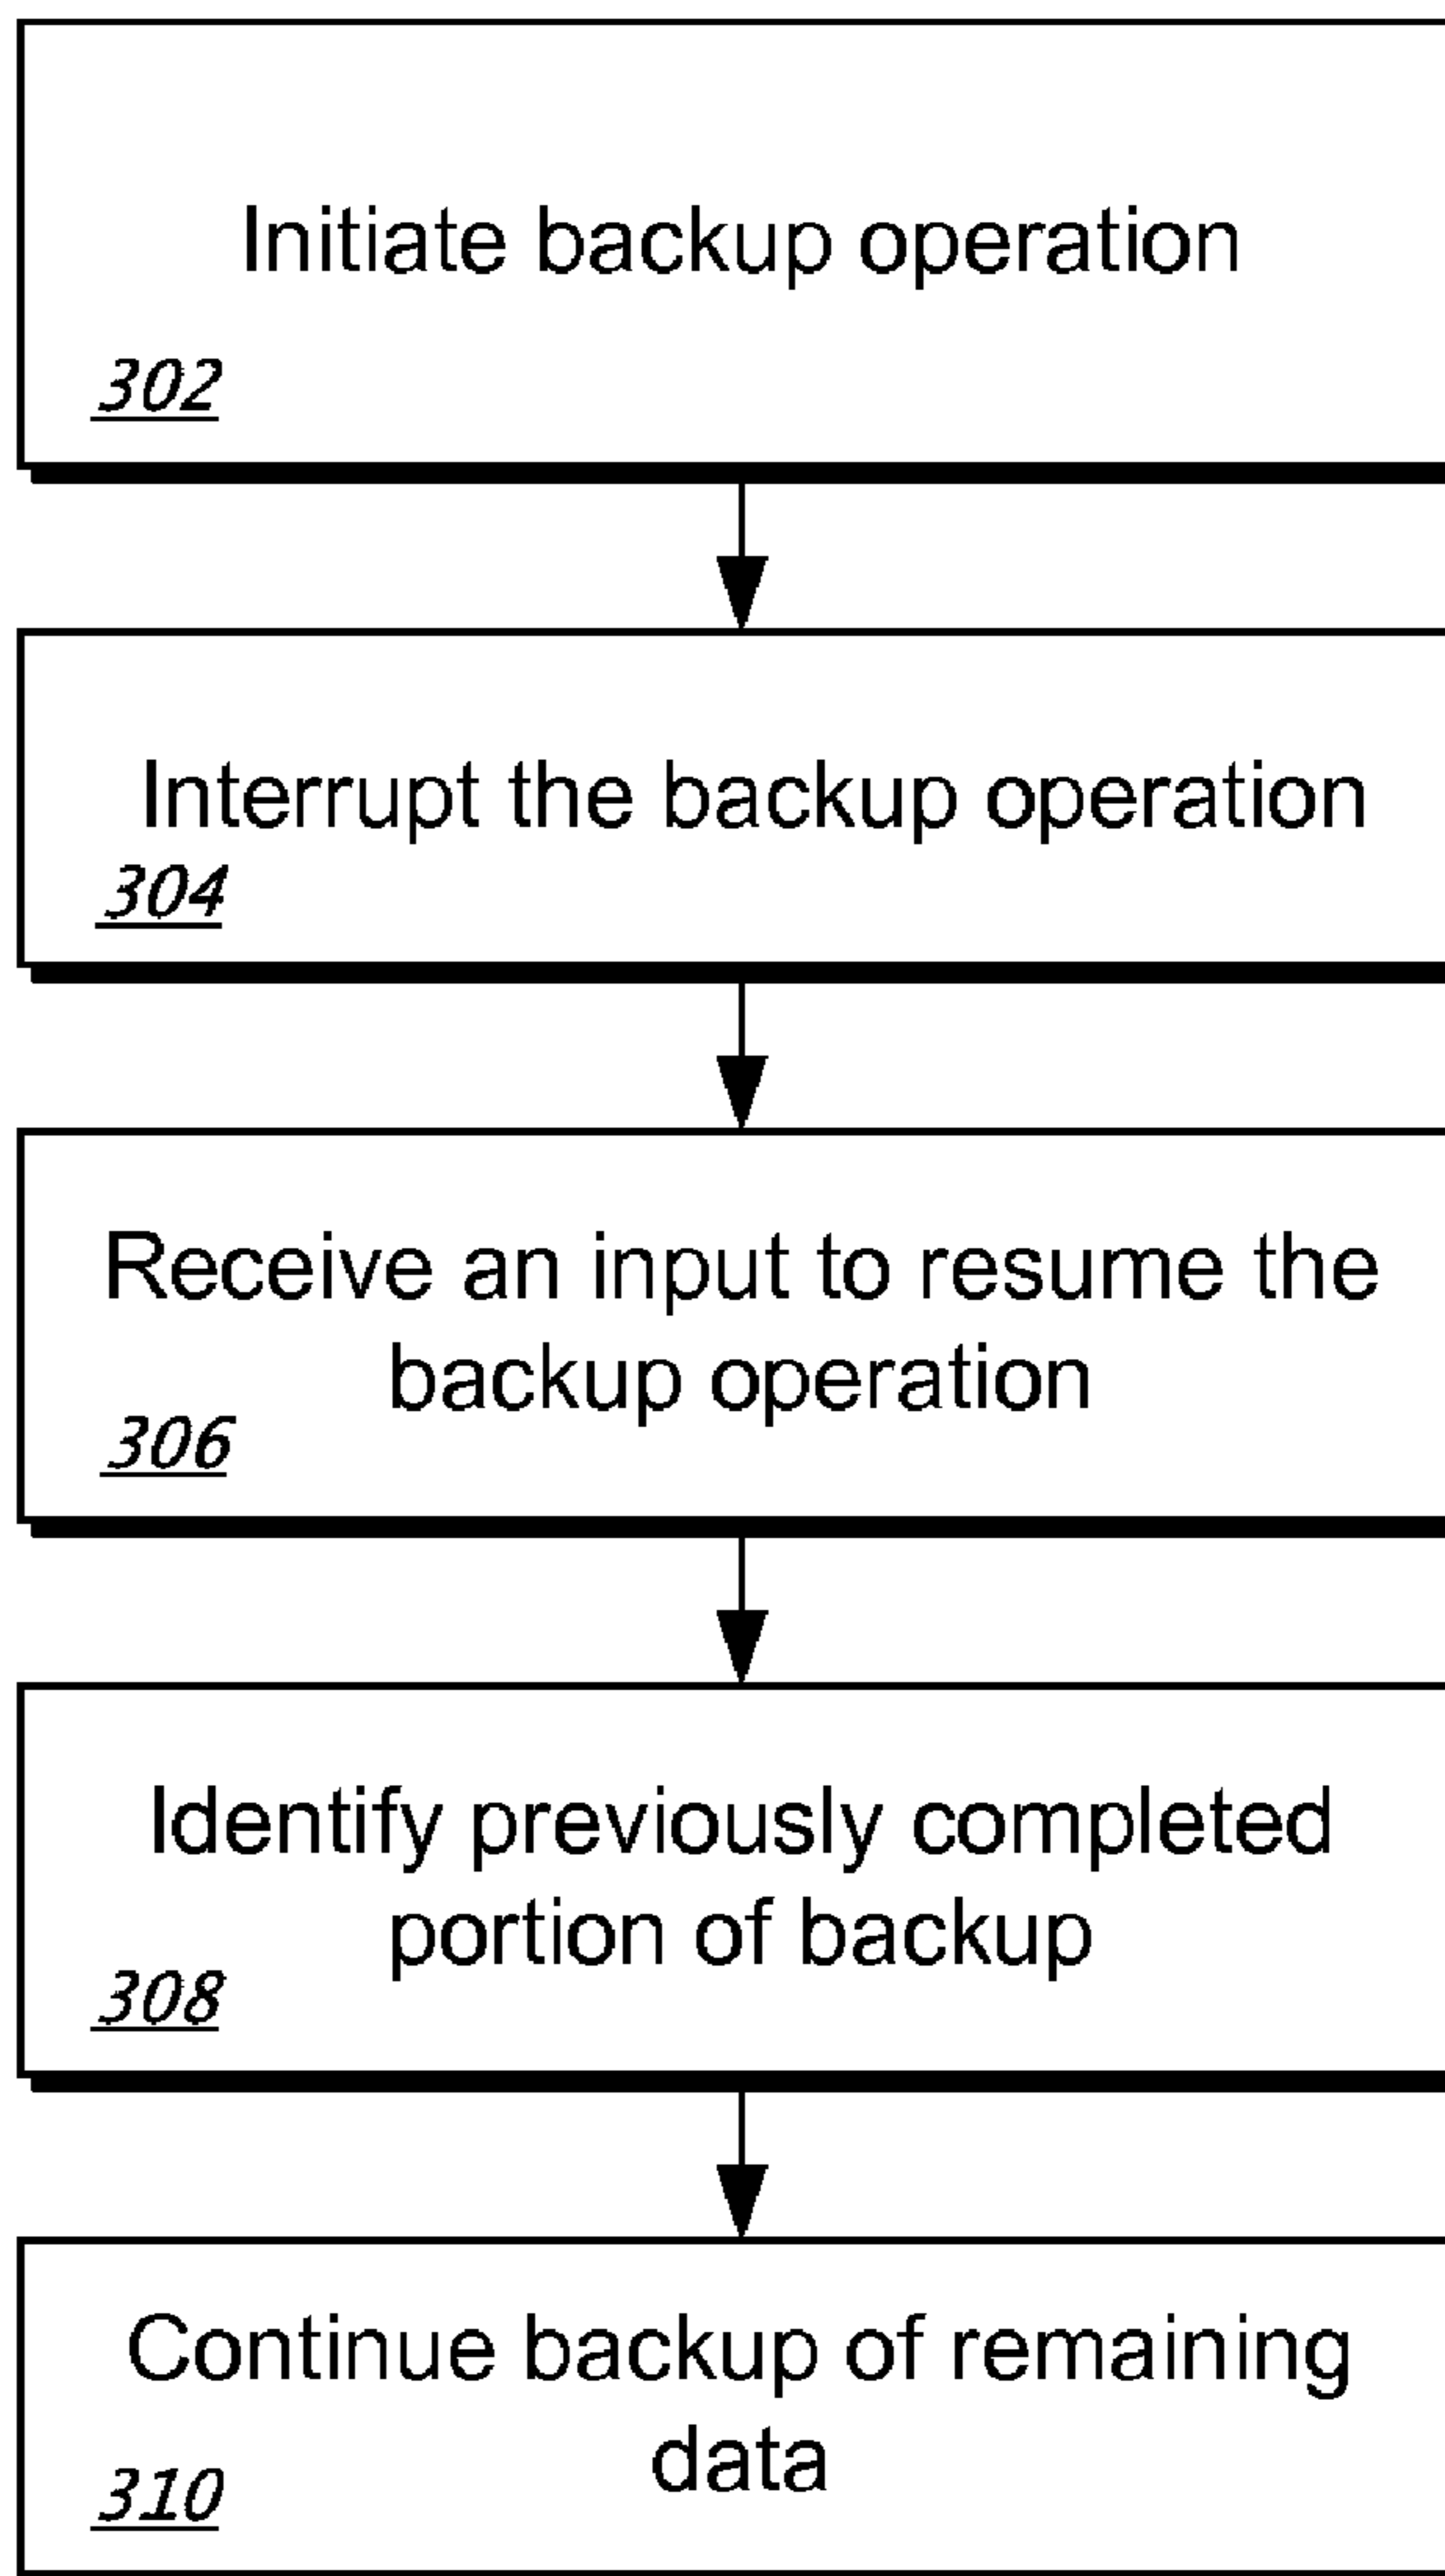 Initiate backup operation
302
Interrupt the backup operation
304
Receive an input to resume the
backup operation
306
Identify previously completed
portion of backup
308
Continue backup of remaining
data
310